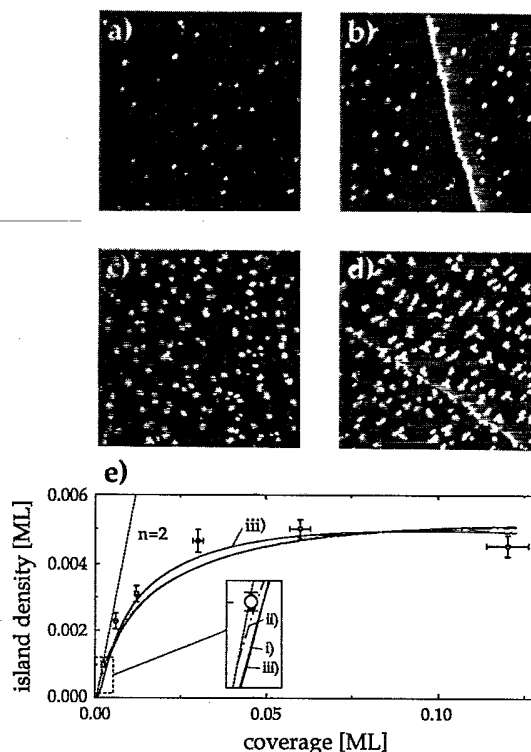 a)
b)
c)
d)
e)
island density [ML]
0.006
0.004
0.002
0.000
n=2
iii)
ii)
i)
iii)
0.00
0.05
0.10
coverage [ML]